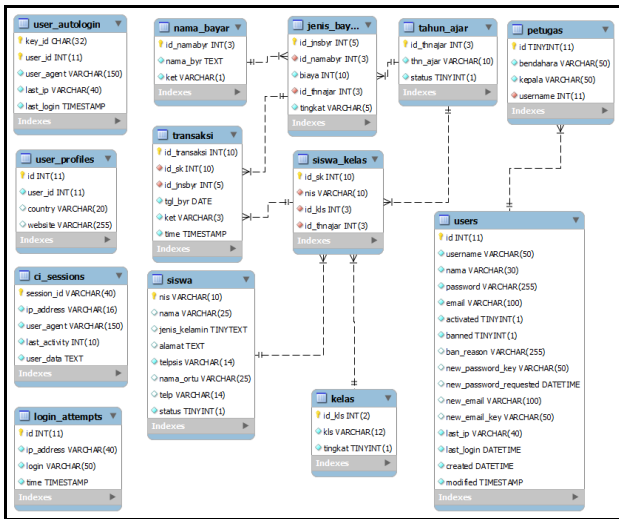 user_autologin
key_id CHAR(32)
user_id INT(11)
user_agent VARCHAR(150)
last_ip VARCHAR(40)
last_login TIMESTAMP
Indexes
nama_bayar
id_namabyr INT(3)
nama_byr TEXT
ket VARCHAR(1)
Indexes
jenis_bay...
id_jnsbyr INT(5)
id_namabyr INT(3)
biaya INT(10)
id_thnajar INT(3)
tingkat VARCHAR(5)
Indexes
tahun_ajar
id_thnajar INT(3)
thn_ajar VARCHAR(10)
status TINYINT(1)
Indexes
petugas
id TINYINT(11)
bendahara VARCHAR(50)
kepala VARCHAR(50)
username INT(11)
Indexes
user_profiles
id INT(11)
user_id INT(11)
country VARCHAR(20)
website VARCHAR(255)
Indexes
transaksi
id_transaksi INT(10)
id_sk INT(10)
id_jnsbyr INT(5)
tgl_byr DATE
ket VARCHAR(3)
time TIMESTAMP
Indexes
siswa_kelas
id_sk INT(10)
nis VARCHAR(10)
id_kls INT(3)
id_thnajar INT(3)
Indexes
users
id INT(11)
username VARCHAR(50)
nama VARCHAR(30)
password VARCHAR(255)
email VARCHAR(100)
activated TINYINT(1)
banned TINYINT(1)
ban_reason VARCHAR(255)
new_password_key VARCHAR(50)
new_password_requested DATETIME
new_email VARCHAR(100)
new_email_key VARCHAR(50)
last_ip VARCHAR(40)
last_login DATETIME
created DATETIME
modified TIMESTAMP
Indexes
ci_sessions
session_id VARCHAR(40)
ip_address VARCHAR(16)
user_agent VARCHAR(150)
last_activity INT(10)
user_data TEXT
Indexes
siswa
nis VARCHAR(10)
nama VARCHAR(25)
jenis_kelamin TINYTEXT
alamat TEXT
telpsis VARCHAR(14)
nama_ortu VARCHAR(25)
telp VARCHAR(14)
status TINYINT(1)
Indexes
kelas
id_kls INT(2)
kls VARCHAR(12)
tingkat TINYINT(1)
Indexes
login_attempts
id INT(11)
ip_address VARCHAR(40)
login VARCHAR(50)
time TIMESTAMP
Indexes